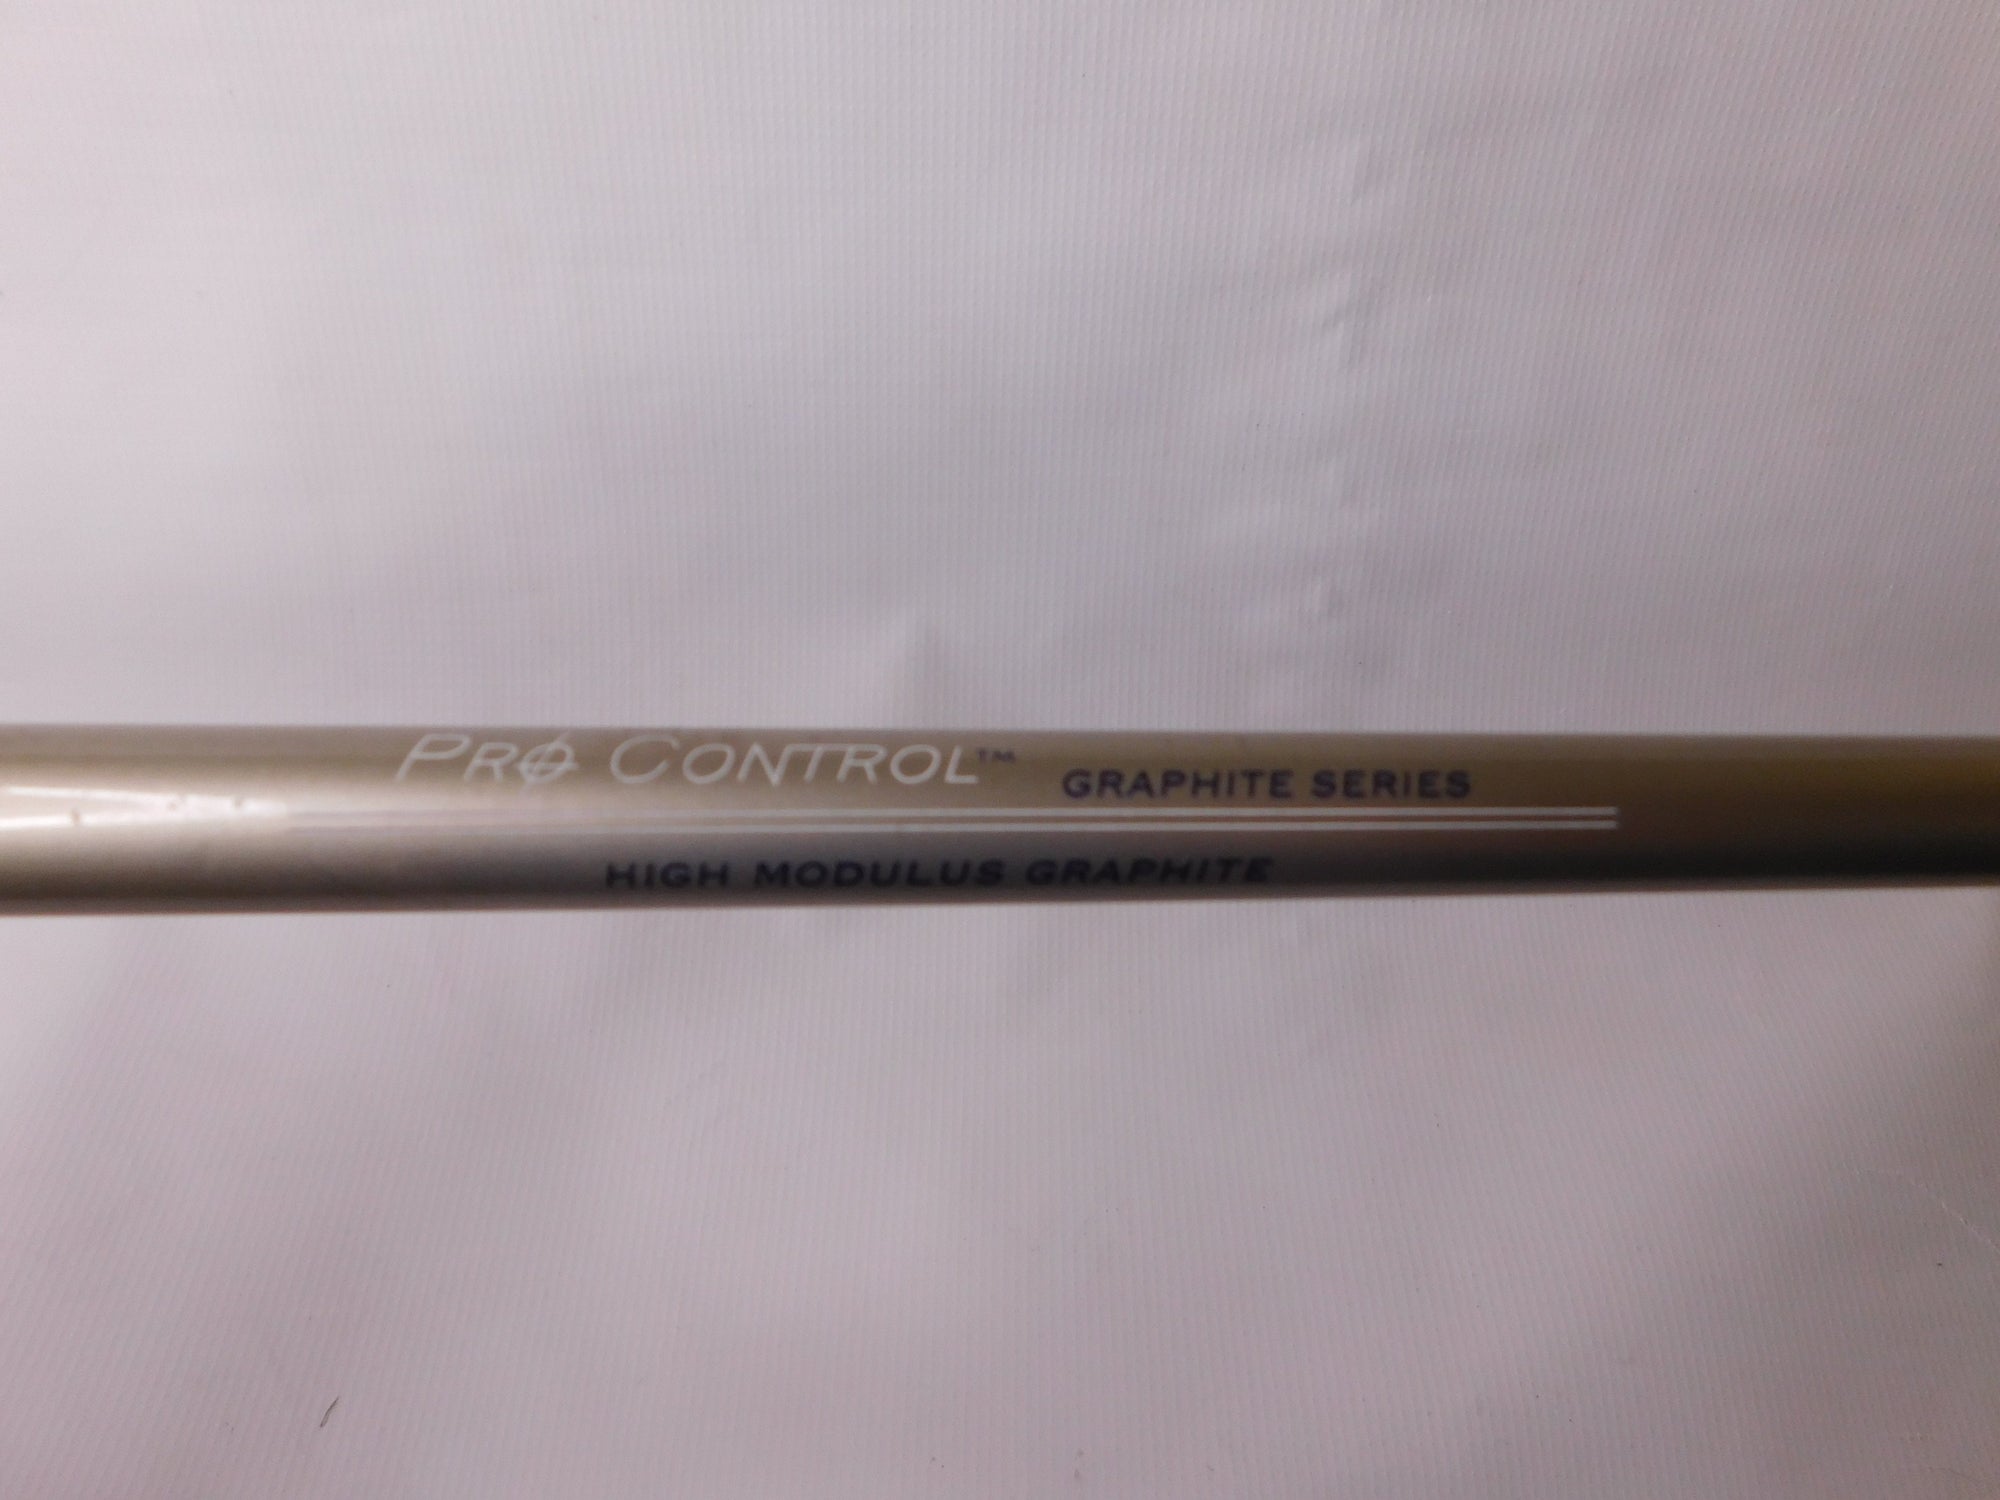 PRO CONTROL™ GRAPHITE SERIES
HIGH MODULUS GRAPHITE